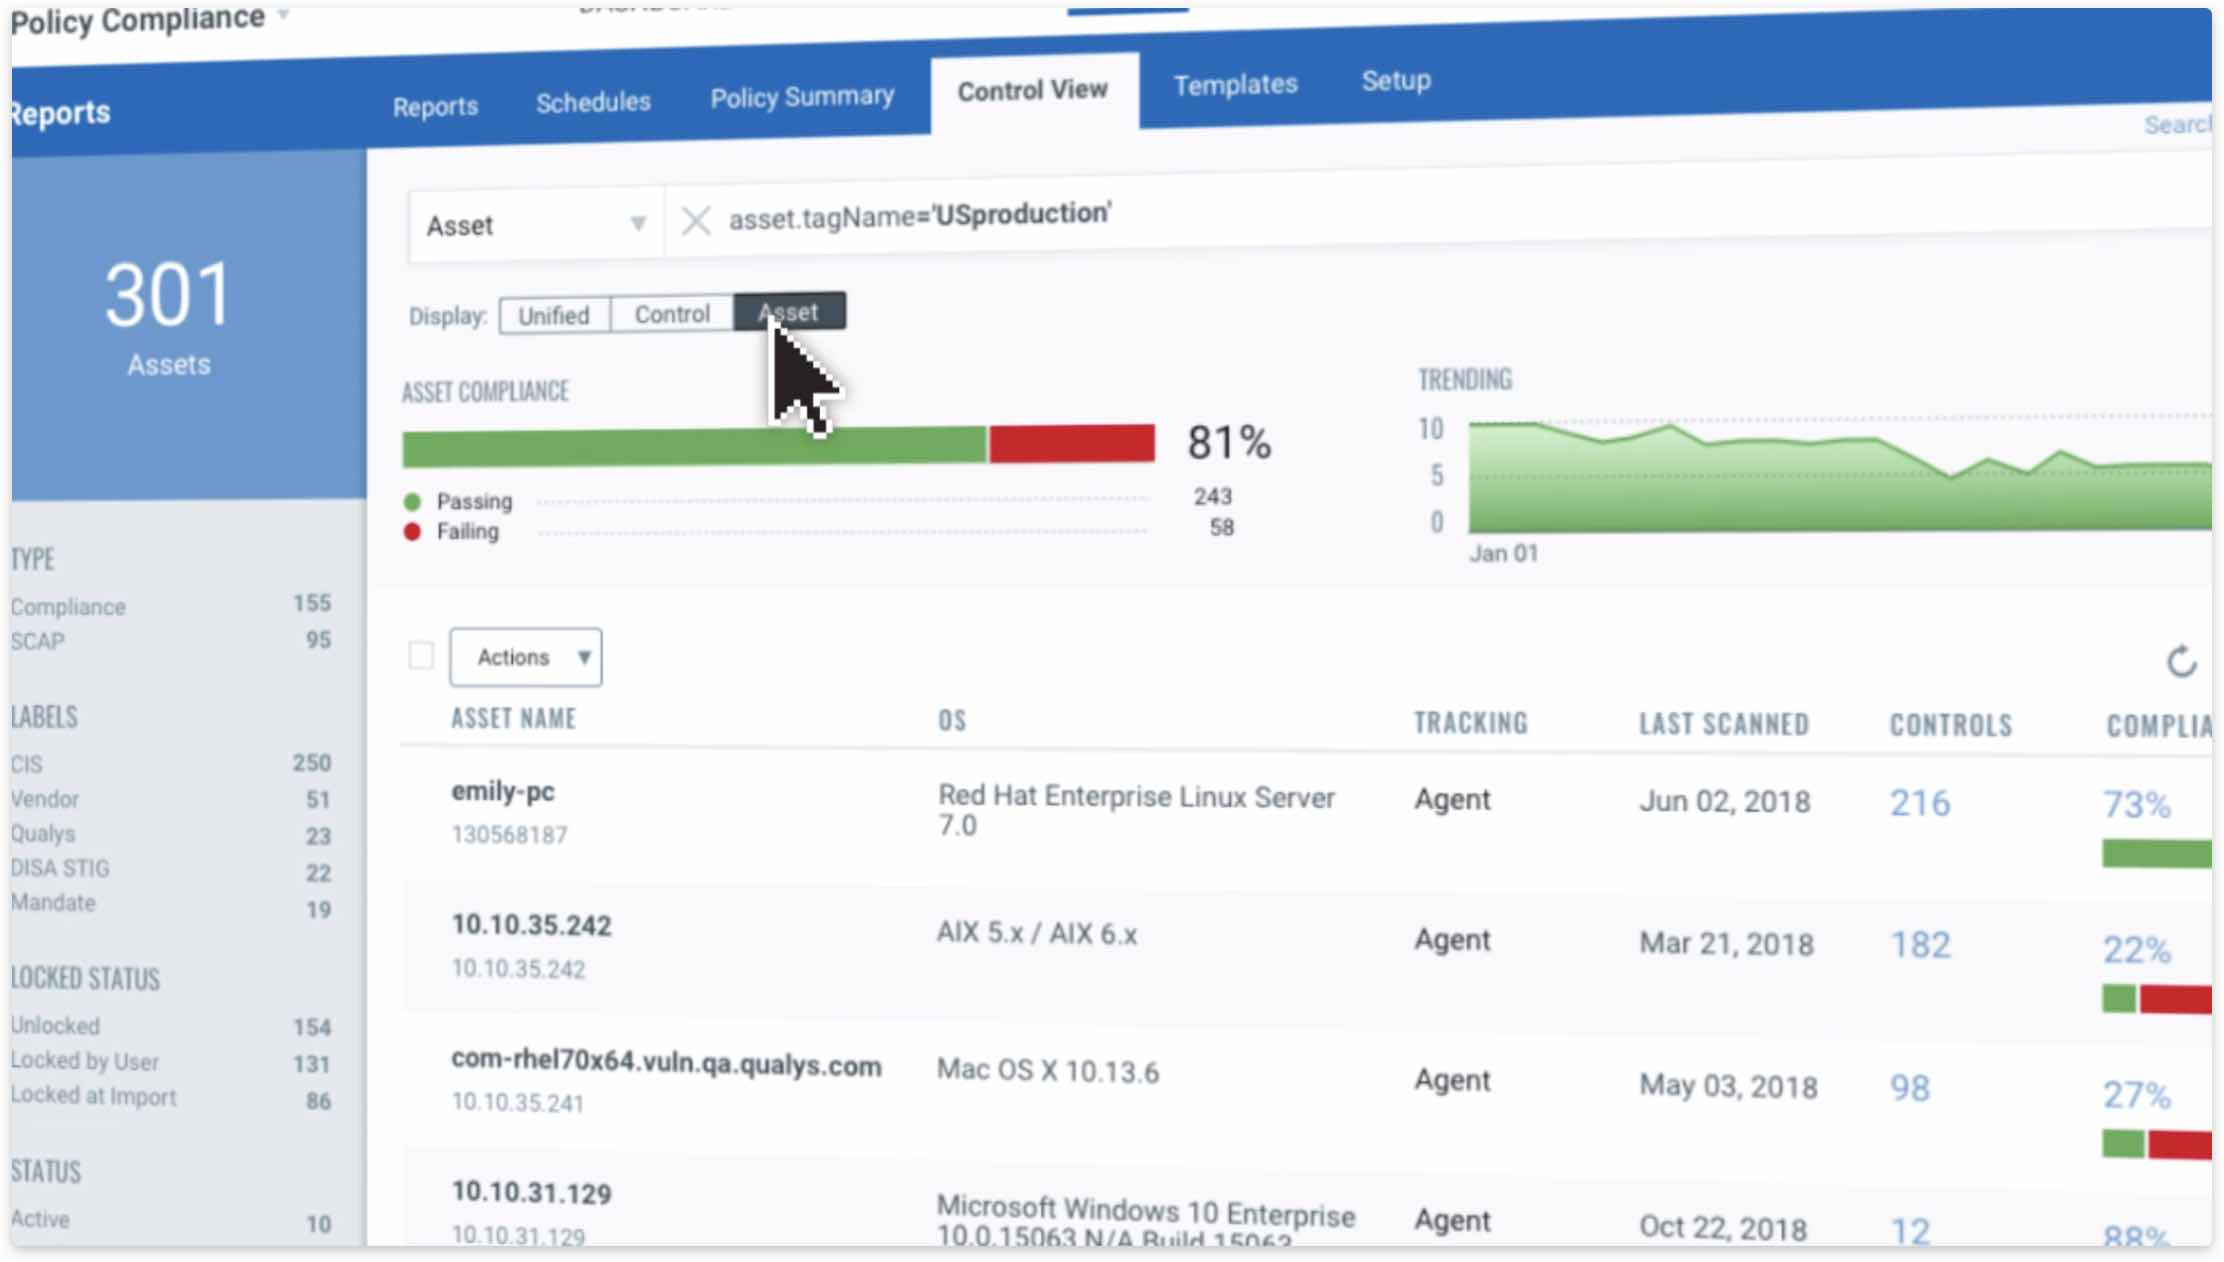 Policy Compliance
Reports
Reports Schedules Policy Summary Control View Templates Setup
301
Assets
Asset asset.tagName='USproduction'
Display: Unified Control Asset
ASSET COMPLIANCE
81%
Passing 243
Failing 58
TRENDING
10
5
0
Jan 01
TYPE
Compliance 155
SCAP 95
LABELS
CIS 250
Vendor 51
Qualys 23
DISA STIG 22
Mandate 19
LOCKED STATUS
Unlocked 154
Locked by User 131
Locked at Import 86
STATUS
Active 10
Actions
ASSET NAME OS TRACKING LAST SCANNED CONTROLS COMPLIA
emily-pc Red Hat Enterprise Linux Server Agent Jun 02, 2018 216 73%
130568187 7.0
10.10.35.242 AIX 5.x / AIX 6.x Agent Mar 21, 2018 182 22%
10.10.35.242
com-rhel70x64.vuln.qa.qualys.com Mac OS X 10.13.6 Agent May 03, 2018 98 27%
10.10.35.241
10.10.31.129 Microsoft Windows 10 Enterprise Agent Oct 22, 2018 12 88%
10.10.31.129 10.0.15063 N/A Build 15063